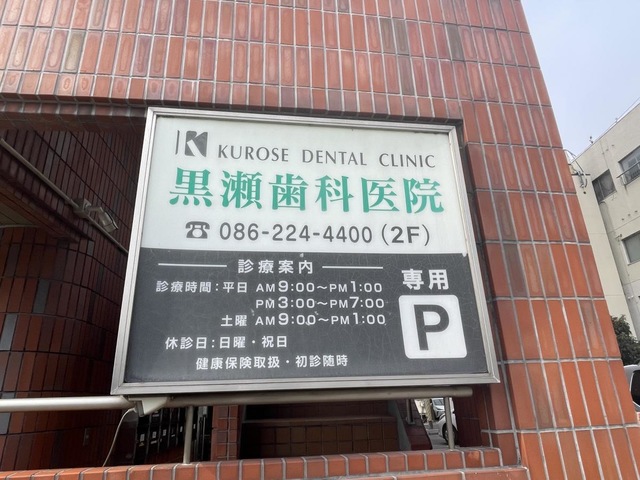 K KUROSE DENTAL CLINIC
黒瀬歯科医院
☎ 086-224-4400 (2F)
診療案内
診療時間：平日 AM9:00～PM1:00
PM3:00～PM7:00
土曜 AM9:00～PM1:00
休診日：日曜・祝日
健康保険取扱・初診随時
専用
P